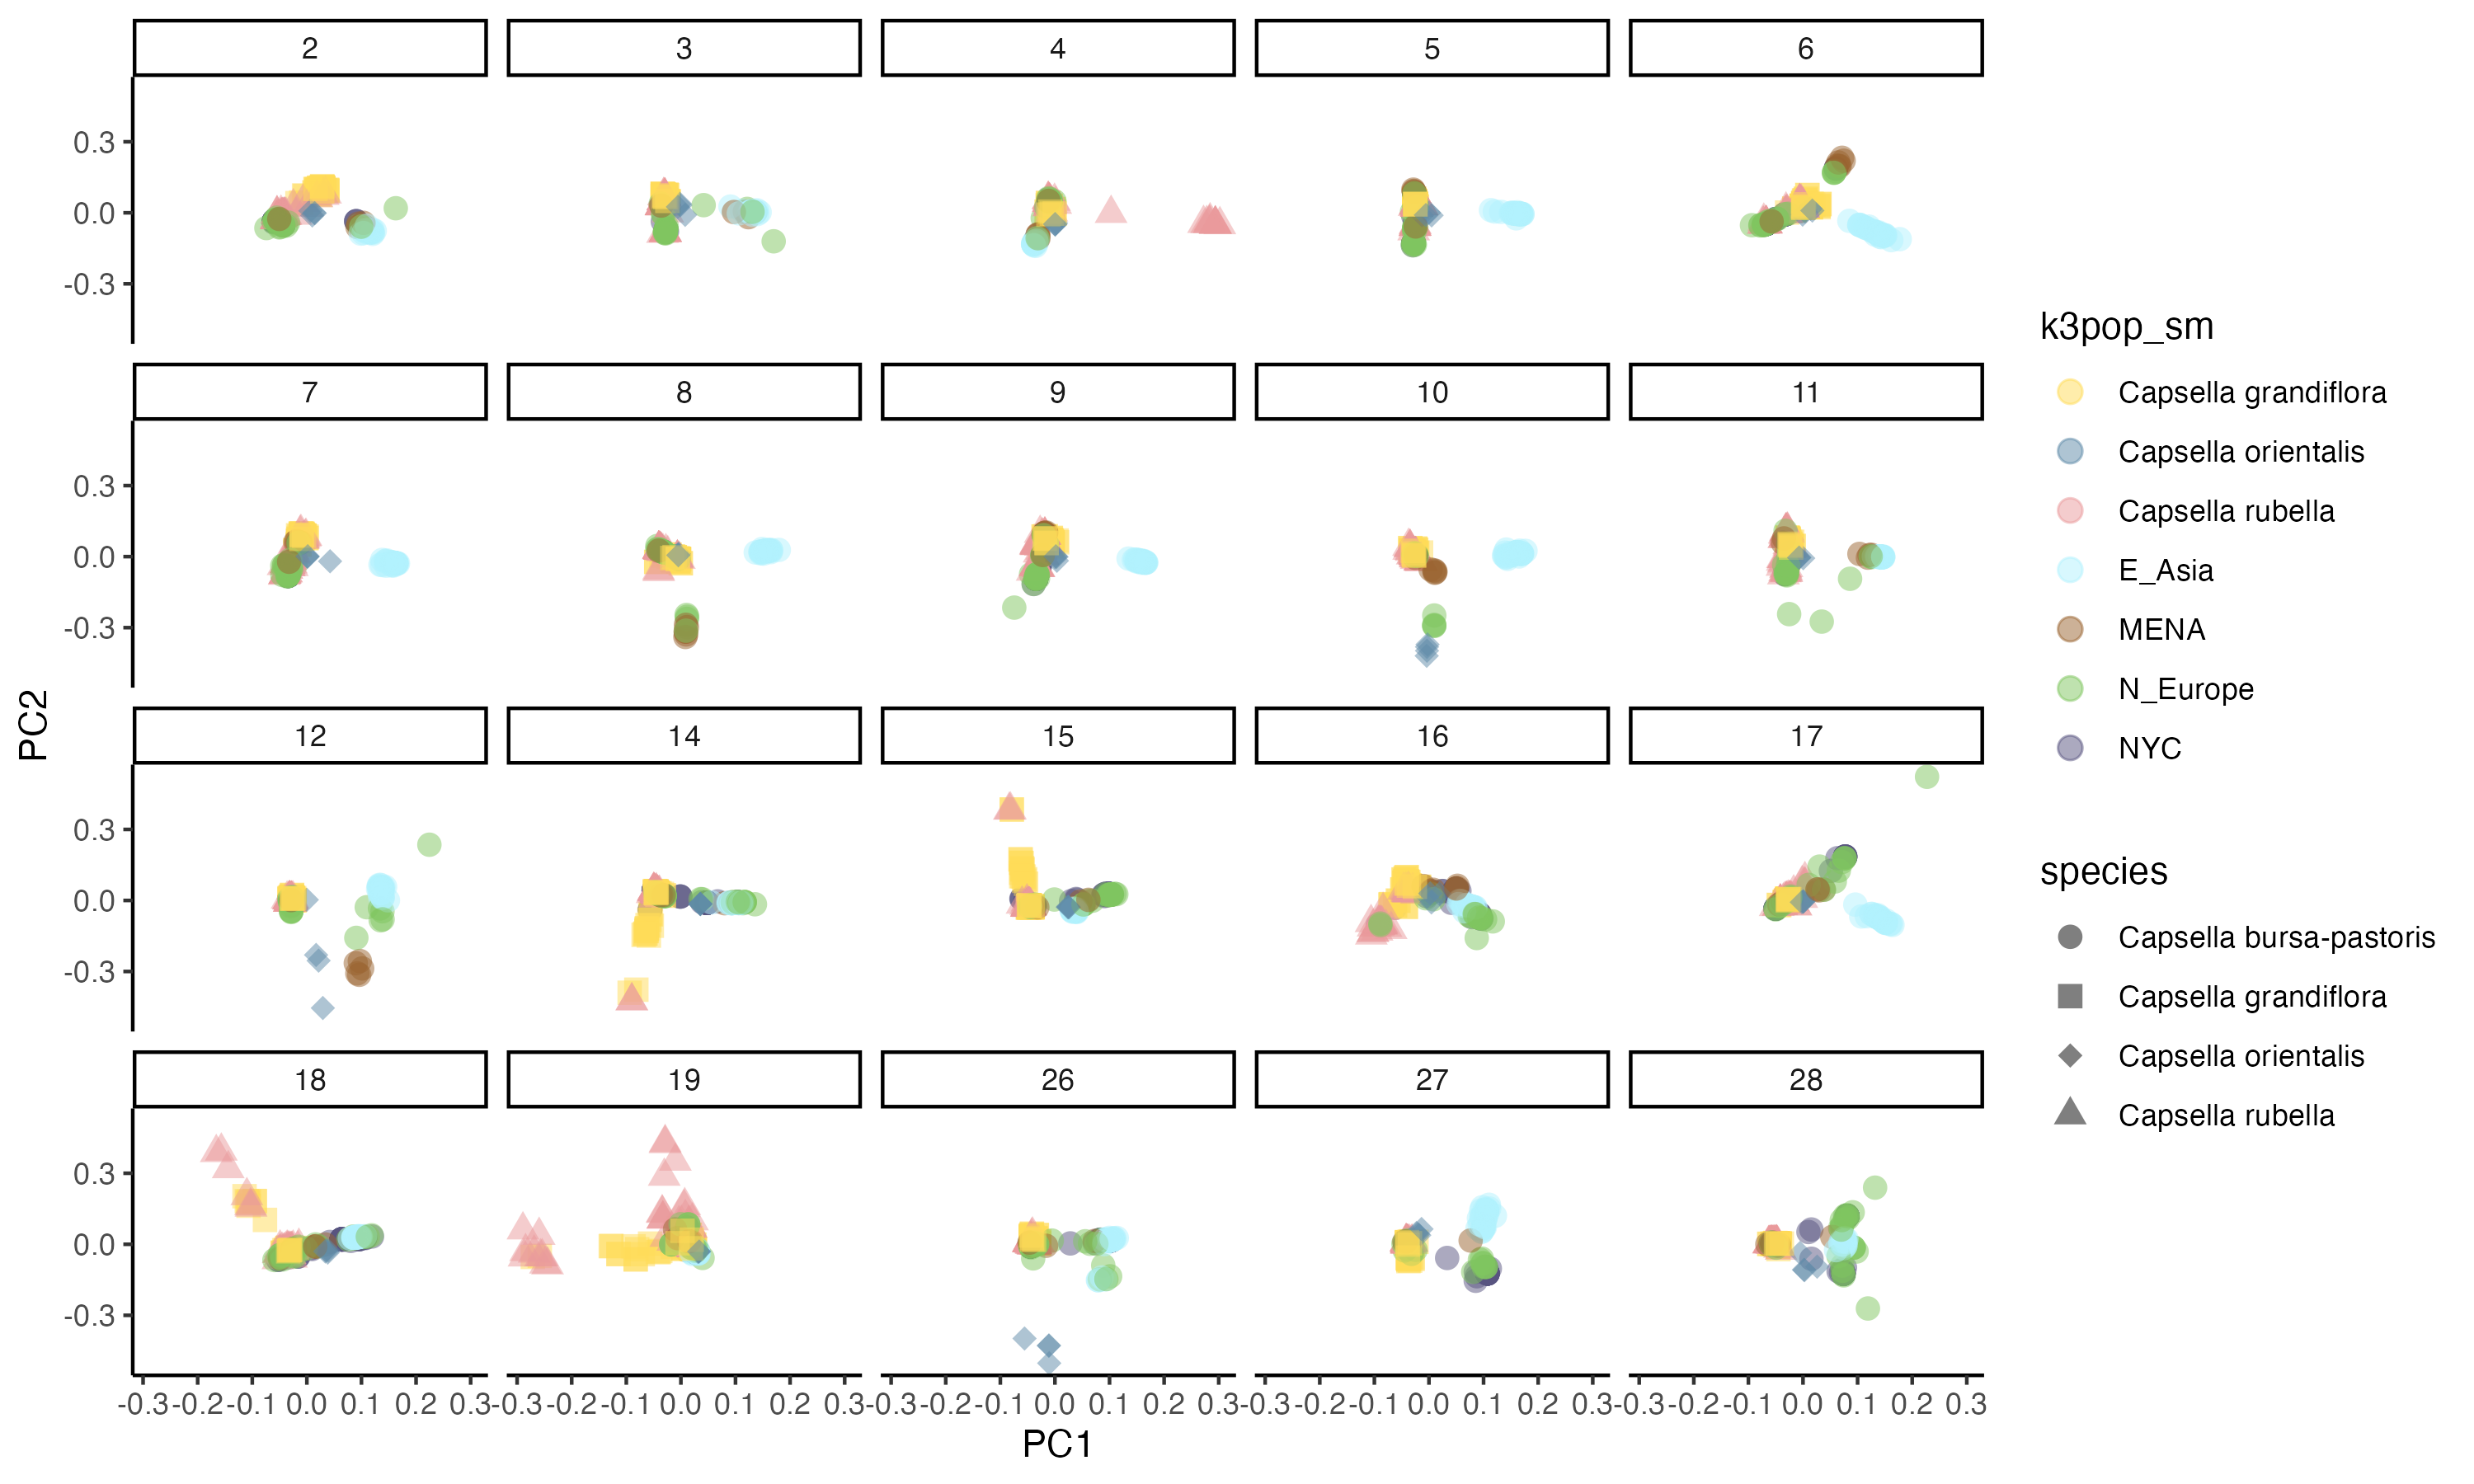 2 3 4 5 6
0.3
0.0
-0.3
7 8 9 10 11
0.3
0.0
-0.3
12 14 15 16 17
0.3
0.0
-0.3
18 19 26 27 28
0.3
0.0
-0.3
-0.3 -0.2 -0.1 0.0 0.1 0.2 0.3 -0.3 -0.2 -0.1 0.0 0.1 0.2 0.3 -0.3 -0.2 -0.1 0.0 0.1 0.2 0.3 -0.3 -0.2 -0.1 0.0 0.1 0.2 0.3 -0.3 -0.2 -0.1 0.0 0.1 0.2 0.3
PC1
PC2
k3pop_sm
Capsella grandiflora
Capsella orientalis
Capsella rubella
E_Asia
MENA
N_Europe
NYC
species
Capsella bursa-pastoris
Capsella grandiflora
Capsella orientalis
Capsella rubella